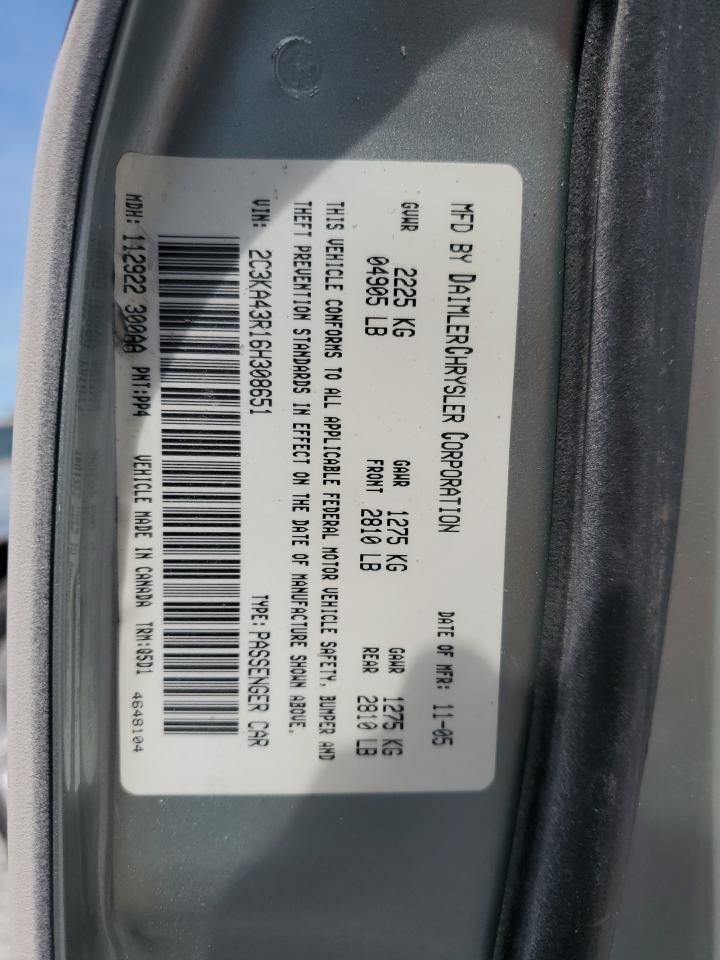 MFD BY DAIMLERCHRYSLER CORPORATION DATE OF MFR: 11-05
GVWR 2225 KG GAWR 1275 KG GAWR 1275 KG
04905 LB FRONT 2810 LB REAR 2810 LB
THIS VEHICLE CONFORMS TO ALL APPLICABLE FEDERAL MOTOR VEHICLE SAFETY, BUMPER AND
THEFT PREVENTION STANDARDS IN EFFECT ON THE DATE OF MANUFACTURE SHOWN ABOVE.
VIN: 2C3KA43R16H308651 TYPE: PASSENGER CAR
MDH: 112922 300AA PNT:PP4 VEHICLE MADE IN CANADA TRM:Q5D1 4648104